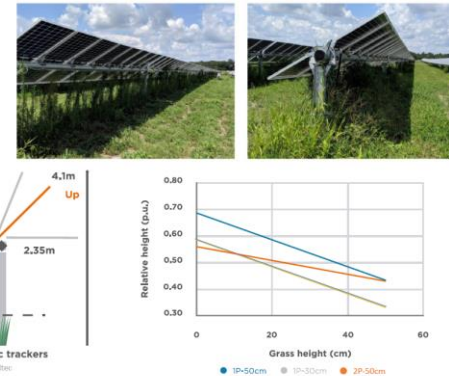 4.1m
Up
2.35m
c trackers
ltec
Relative height (p.u.)
0.80
0.70
0.60
0.50
0.40
0.30
0
20
40
60
Grass height (cm)
1P-50cm
1P-30cm
2P-50cm